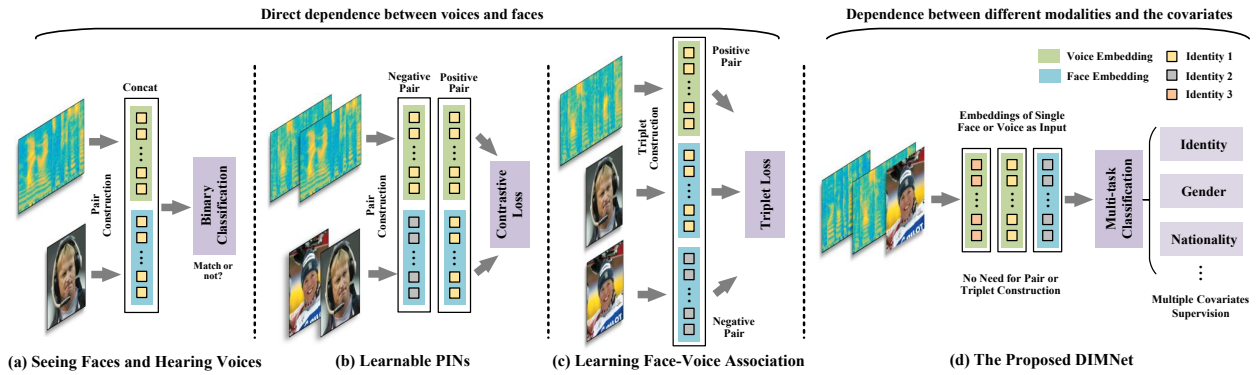 Direct dependence between voices and faces
Dependence between different modalities and the covariates
Concat
Pair
Construction
Binary
Classification
Match or
not?
(a) Seeing Faces and Hearing Voices
Negative
Pair
Positive
Pair
Pair
Construction
Contrastive
Loss
(b) Learnable PINs
Triplet
Construction
Positive
Pair
Triplet Loss
Negative
Pair
(c) Learning Face-Voice Association
Voice Embedding
Face Embedding
Identity 1
Identity 2
Identity 3
Embeddings of Single
Face or Voice as Input
No Need for Pair or
Triplet Construction
Multi-task
Classification
Identity
Gender
Nationality
Multiple Covariates
Supervision
(d) The Proposed DIMNet